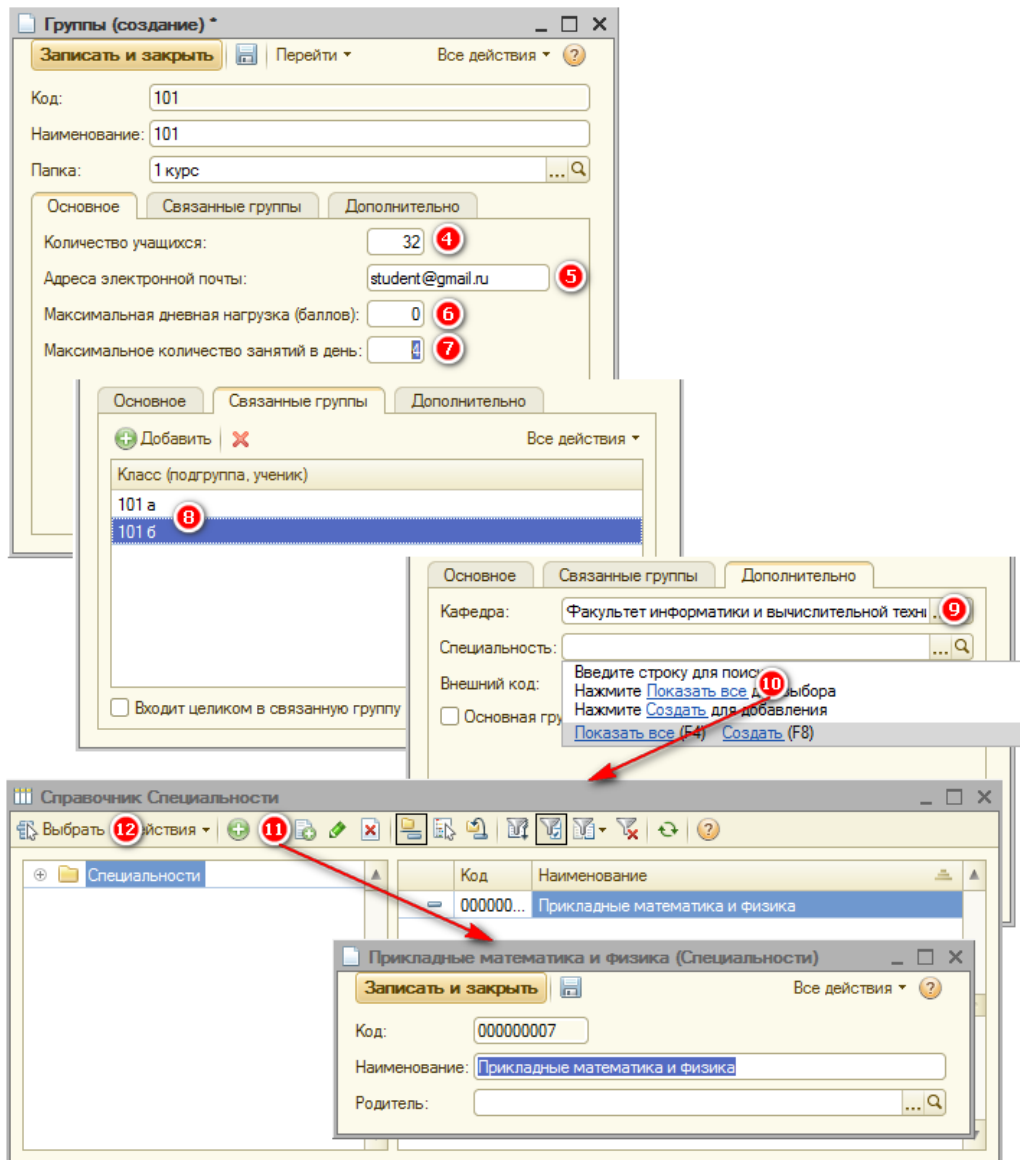 Группы (создание) *
Записать и закрыть Перейти Все действия ?
Код: 101
Наименование: 101
Папка: 1 курс ...
Основное Связанные группы Дополнительно
Количество учащихся: 32 4
Адреса электронной почты: student@gmail.ru 5
Максимальная дневная нагрузка (баллов): 0 6
Максимальное количество занятий в день: 4 7
Основное Связанные группы Дополнительно
Добавить Все действия
Класс (подгруппа, ученик)
101 а
101 б 8
Входит целиком в связанную группу
Основное Связанные группы Дополнительно
Кафедра: Факультет информатики и вычислительной техни 9
Специальность: ...
Введите строку для поиск
Внешний код: Нажмите Показать все для выбора 10
Основная гру Нажмите Создать для добавления
Показать все (F4) Создать (F8)
Справочник Специальности
Выбрать 12 йствия 11 ?
Специальности Код Наименование
000000... Прикладные математика и физика
Прикладные математика и физика (Специальности)
Записать и закрыть Все действия ?
Код: 000000007
Наименование: Прикладные математика и физика
Родитель: ...